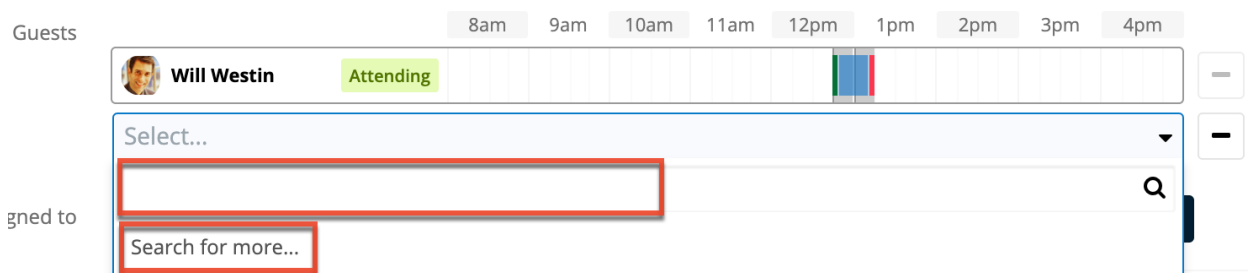 Guests 8am 9am 10am 11am 12pm 1pm 2pm 3pm 4pm
Will Westin Attending
Select...
gned to
Search for more...